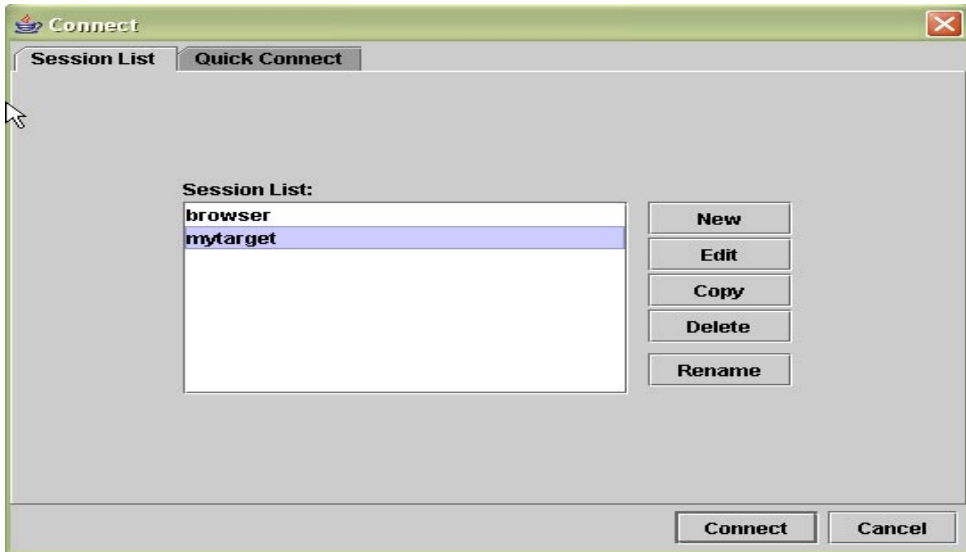 Connect
Session List Quick Connect
Session List:
browser
mytarget
New
Edit
Copy
Delete
Rename
Connect Cancel